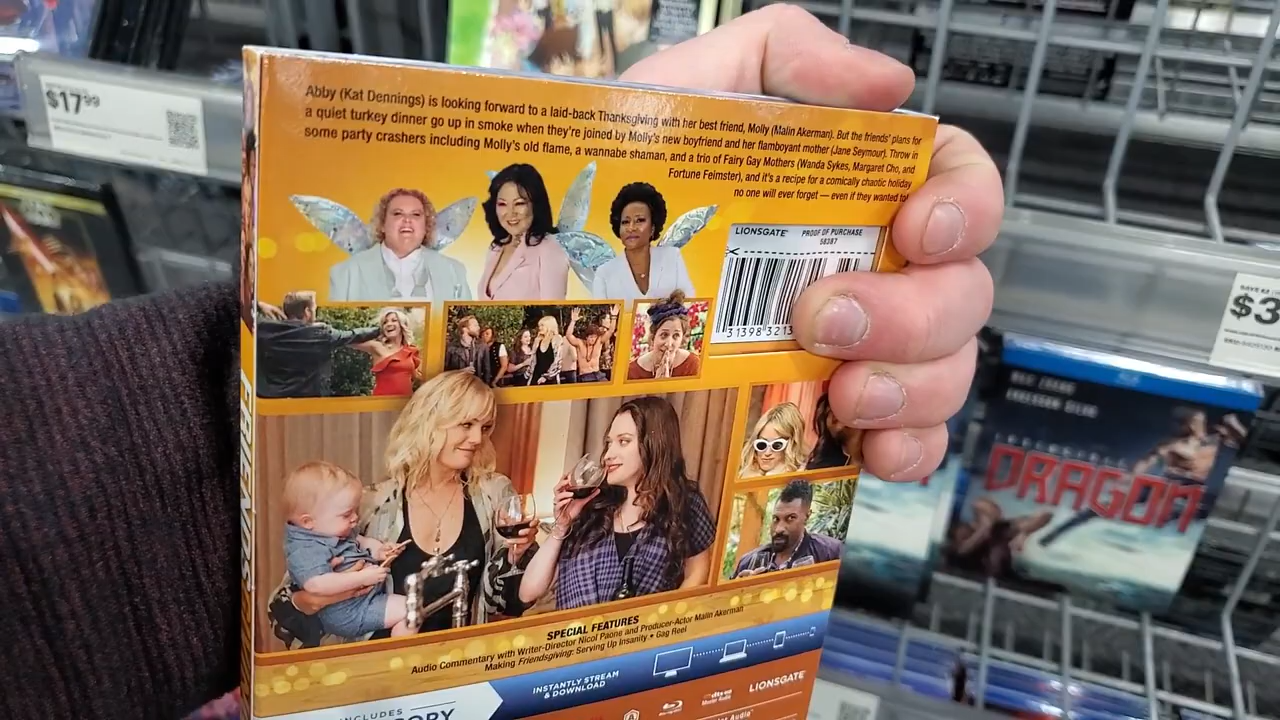 $17⁹⁹
Abby (Kat Dennings) is looking forward to a laid-back Thanksgiving with her best friend, Molly (Malin Akerman). But the friends' plans for
a quiet turkey dinner go up in smoke when they're joined by Molly's new boyfriend and her flamboyant mother (Jane Seymour). Throw in
some party crashers including Molly's old flame, a wannabe shaman, and a trio of Fairy Gay Mothers (Wanda Sykes, Margaret Cho, and
Fortune Feimster), and it's a recipe for a comically chaotic holiday
no one will ever forget — even if they wanted to!
LIONSGATE PROOF OF PURCHASE
58387
31398 3213
$3
DRAGON
FRIENDS
SPECIAL FEATURES
Audio Commentary with Writer-Director Nicol Paone and Producer-Actor Malin Akerman
Making Friendsgiving: Serving Up Insanity • Gag Reel
INSTANTLY STREAM
& DOWNLOAD
INCLUDES
COPY
LIONSGATE